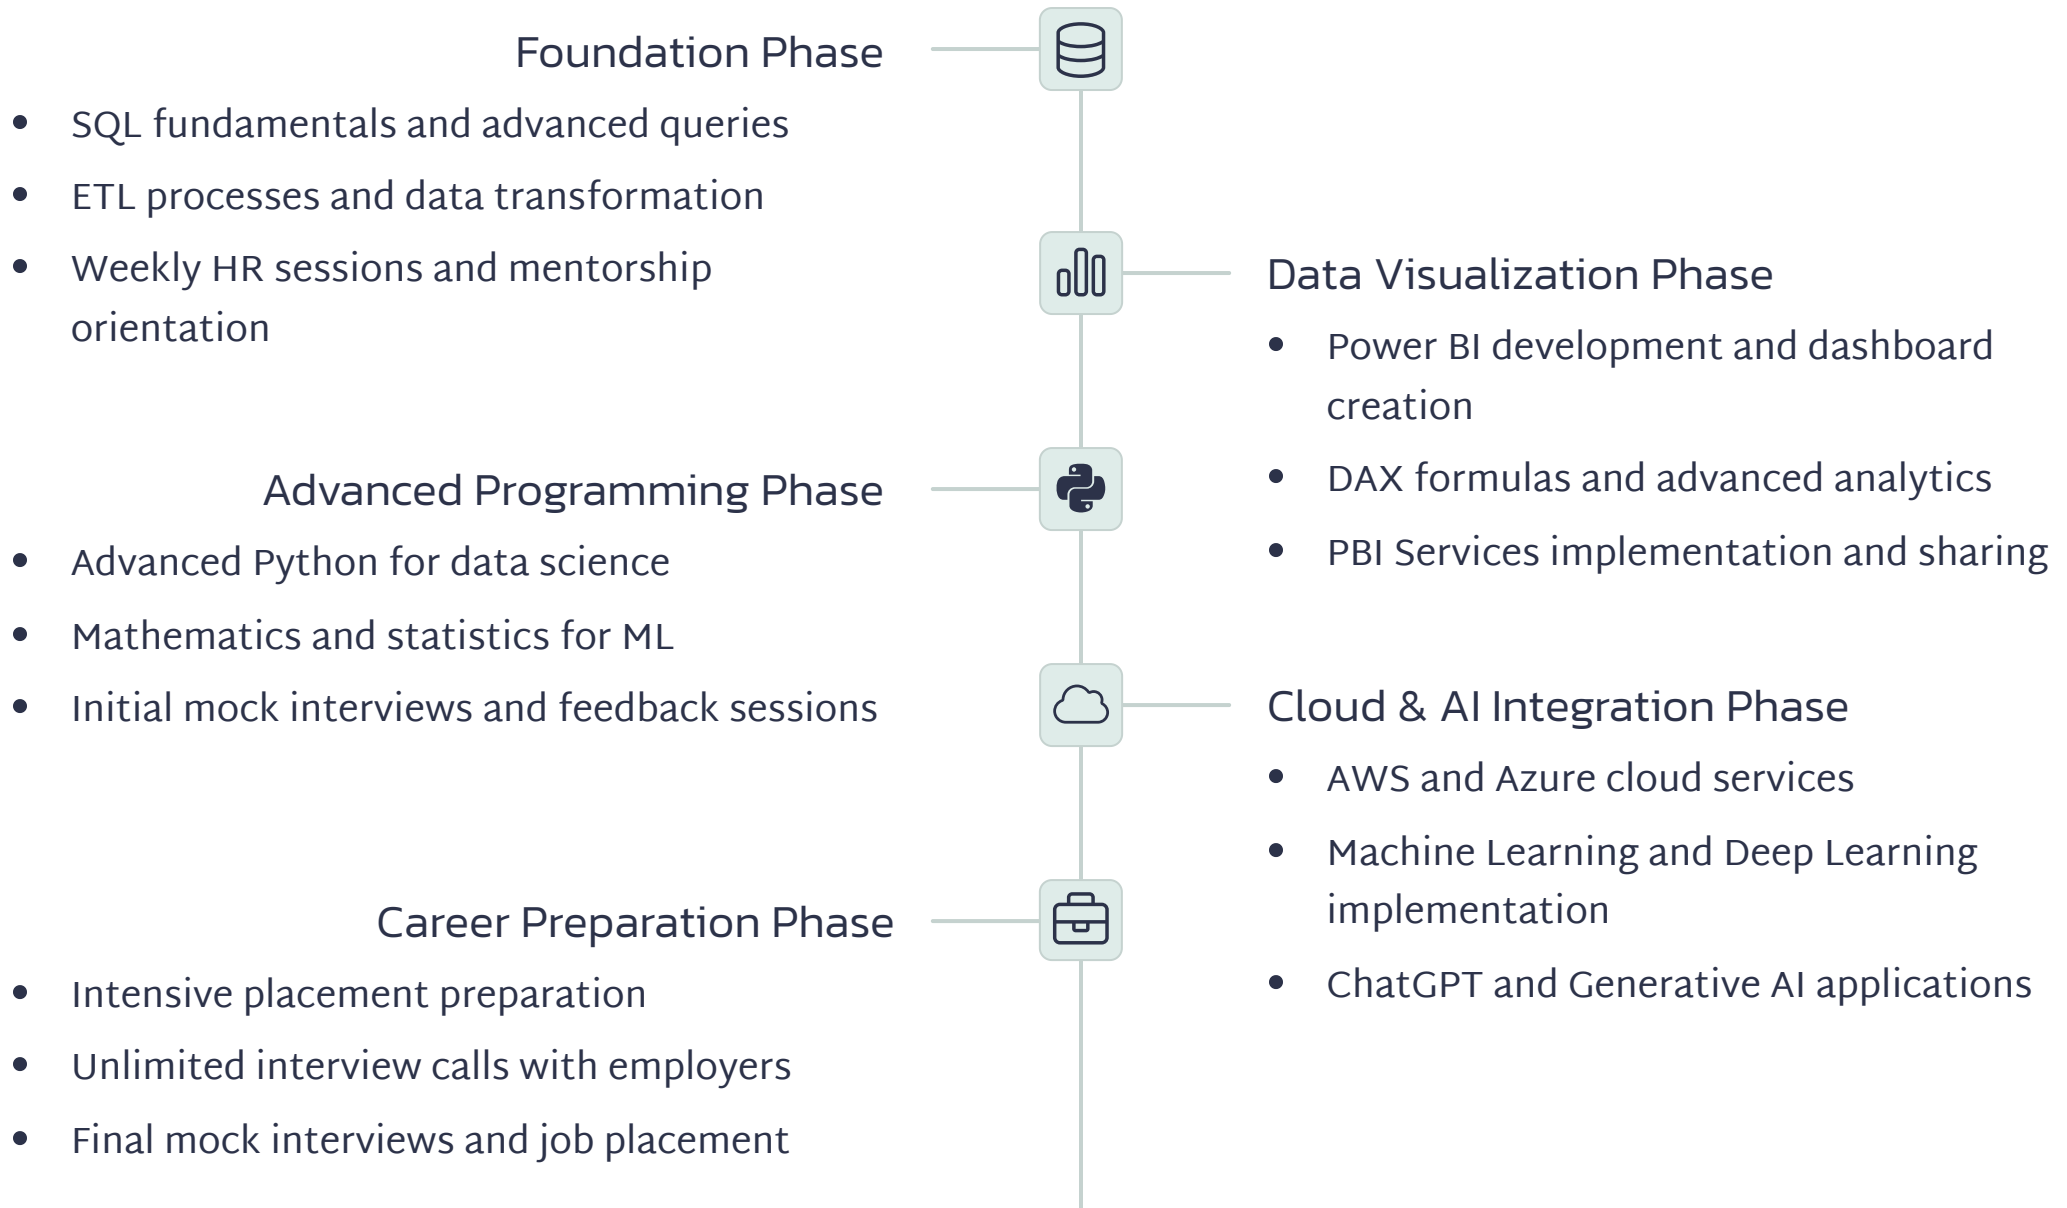 Foundation Phase
• SQL fundamentals and advanced queries
• ETL processes and data transformation
• Weekly HR sessions and mentorship
orientation
Data Visualization Phase
• Power BI development and dashboard
creation
• DAX formulas and advanced analytics
• PBI Services implementation and sharing
Advanced Programming Phase
• Advanced Python for data science
• Mathematics and statistics for ML
• Initial mock interviews and feedback sessions
Cloud & AI Integration Phase
• AWS and Azure cloud services
• Machine Learning and Deep Learning
implementation
• ChatGPT and Generative AI applications
Career Preparation Phase
• Intensive placement preparation
• Unlimited interview calls with employers
• Final mock interviews and job placement